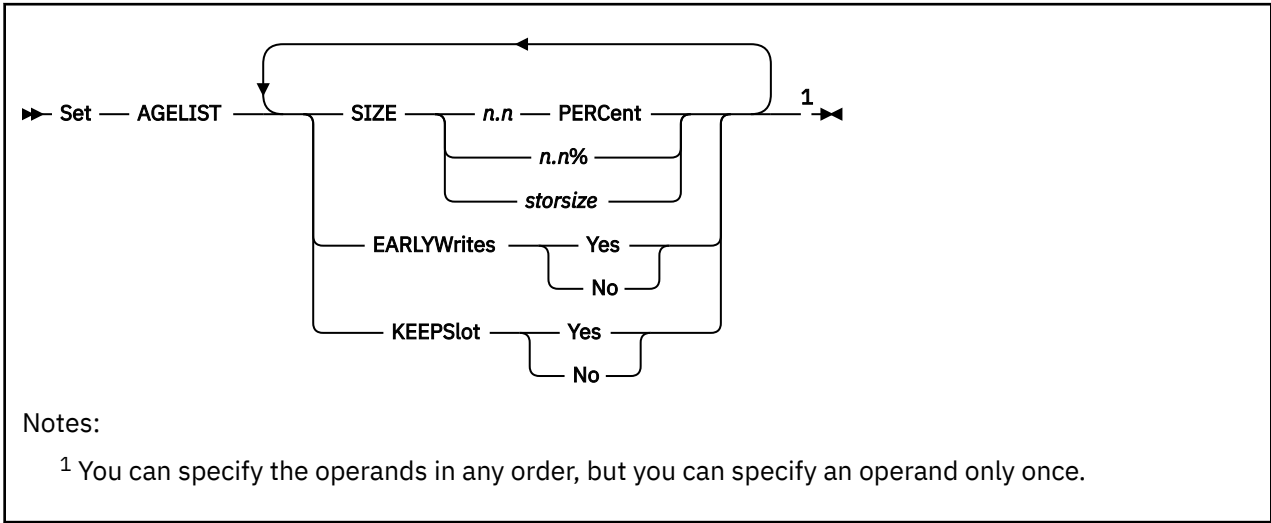 Set AGELIST SIZE n.n PERCent 1
n.n%
storsize
EARLYWrites Yes
No
KEEPSlot Yes
No
Notes:
1 You can specify the operands in any order, but you can specify an operand only once.